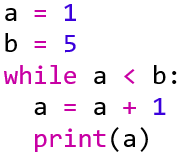 a = 1
b = 5
while a < b:
  a = a + 1
  print(a)